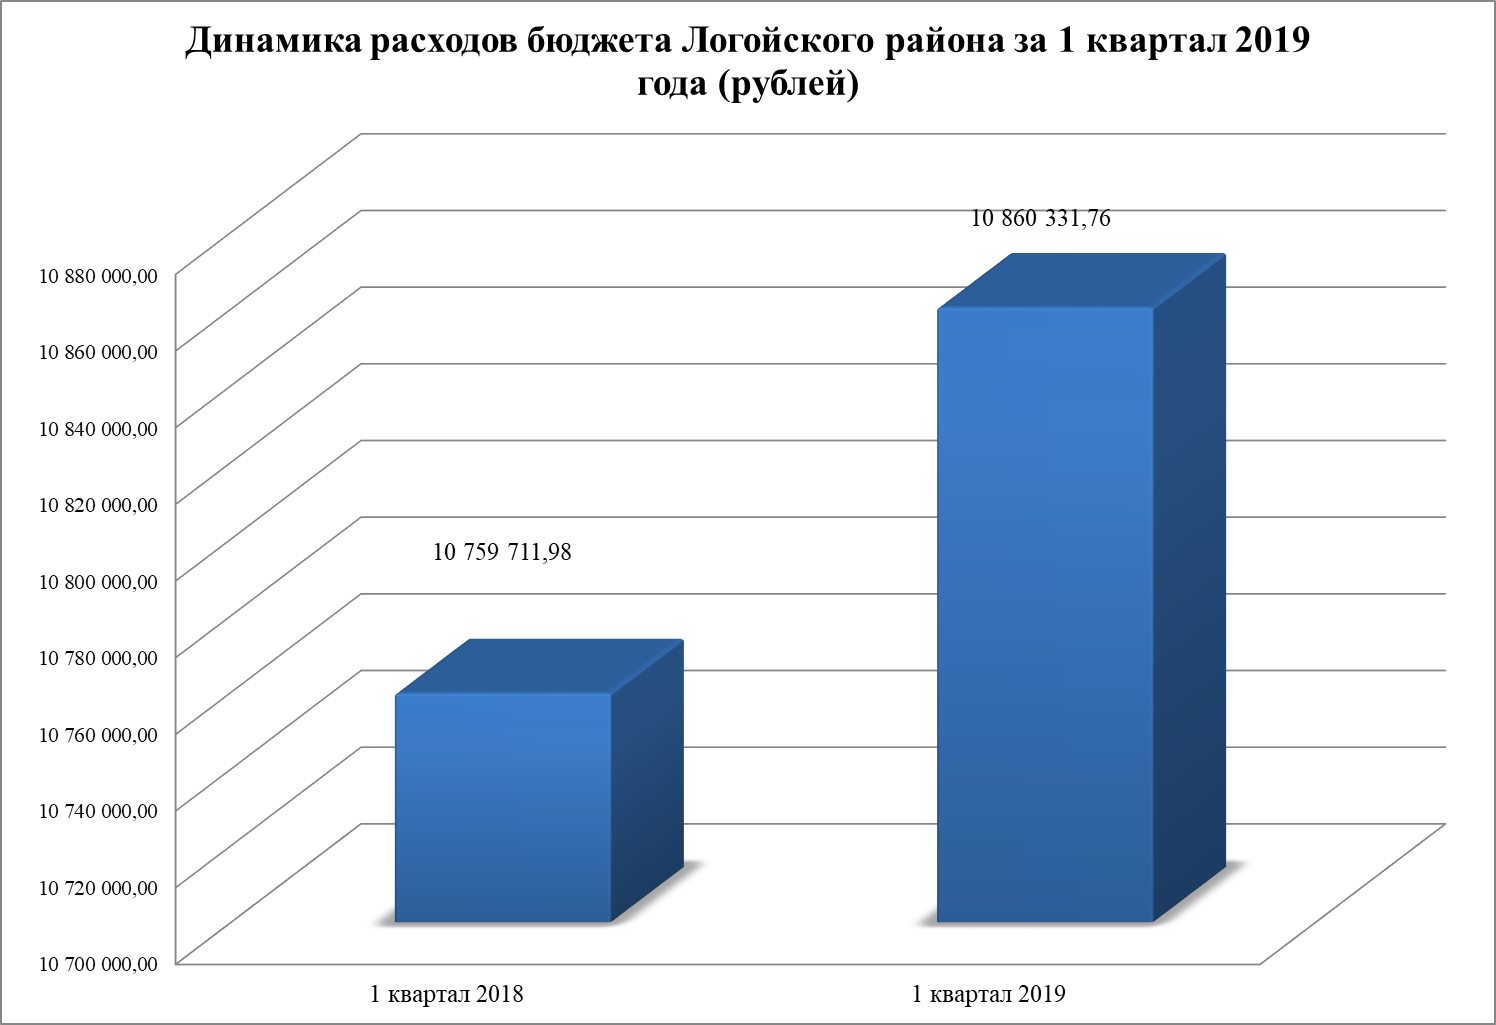 Динамика расходов бюджета Логойского района за 1 квартал 2019
года (рублей)
10 860 331,76
10 880 000,00
10 860 000,00
10 840 000,00
10 820 000,00
10 759 711,98
10 800 000,00
10 780 000,00
10 760 000,00
10 740 000,00
10 720 000,00
10 700 000,00
1 квартал 2018
1 квартал 2019